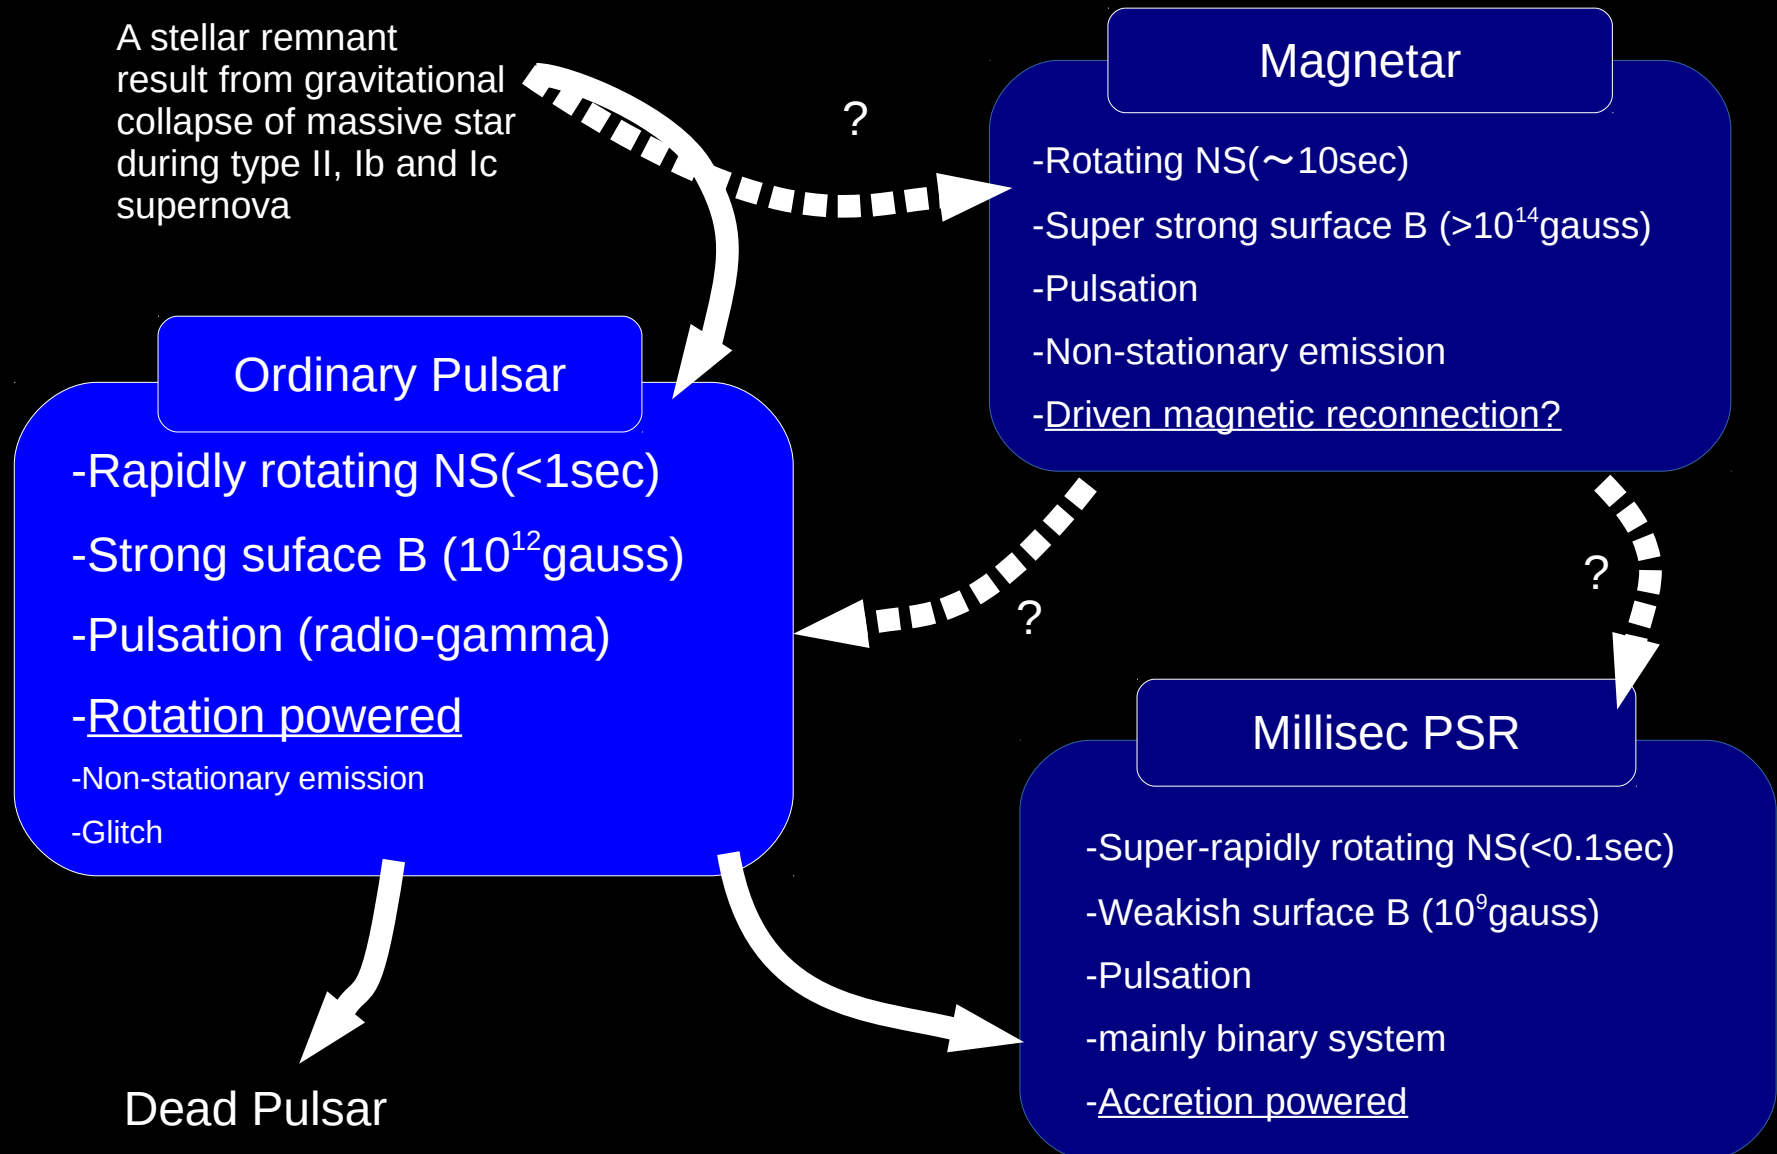 A stellar remnant
result from gravitational
collapse of massive star
during type II, Ib and Ic
supernova
?
Magnetar
-Rotating NS(～10sec)
-Super strong surface B (>10¹⁴gauss)
-Pulsation
-Non-stationary emission
-Driven magnetic reconnection?
Ordinary Pulsar
-Rapidly rotating NS(<1sec)
-Strong suface B (10¹²gauss)
-Pulsation (radio-gamma)
-Rotation powered
-Non-stationary emission
-Glitch
?
?
Millisec PSR
-Super-rapidly rotating NS(<0.1sec)
-Weakish surface B (10⁹gauss)
-Pulsation
-mainly binary system
-Accretion powered
Dead Pulsar